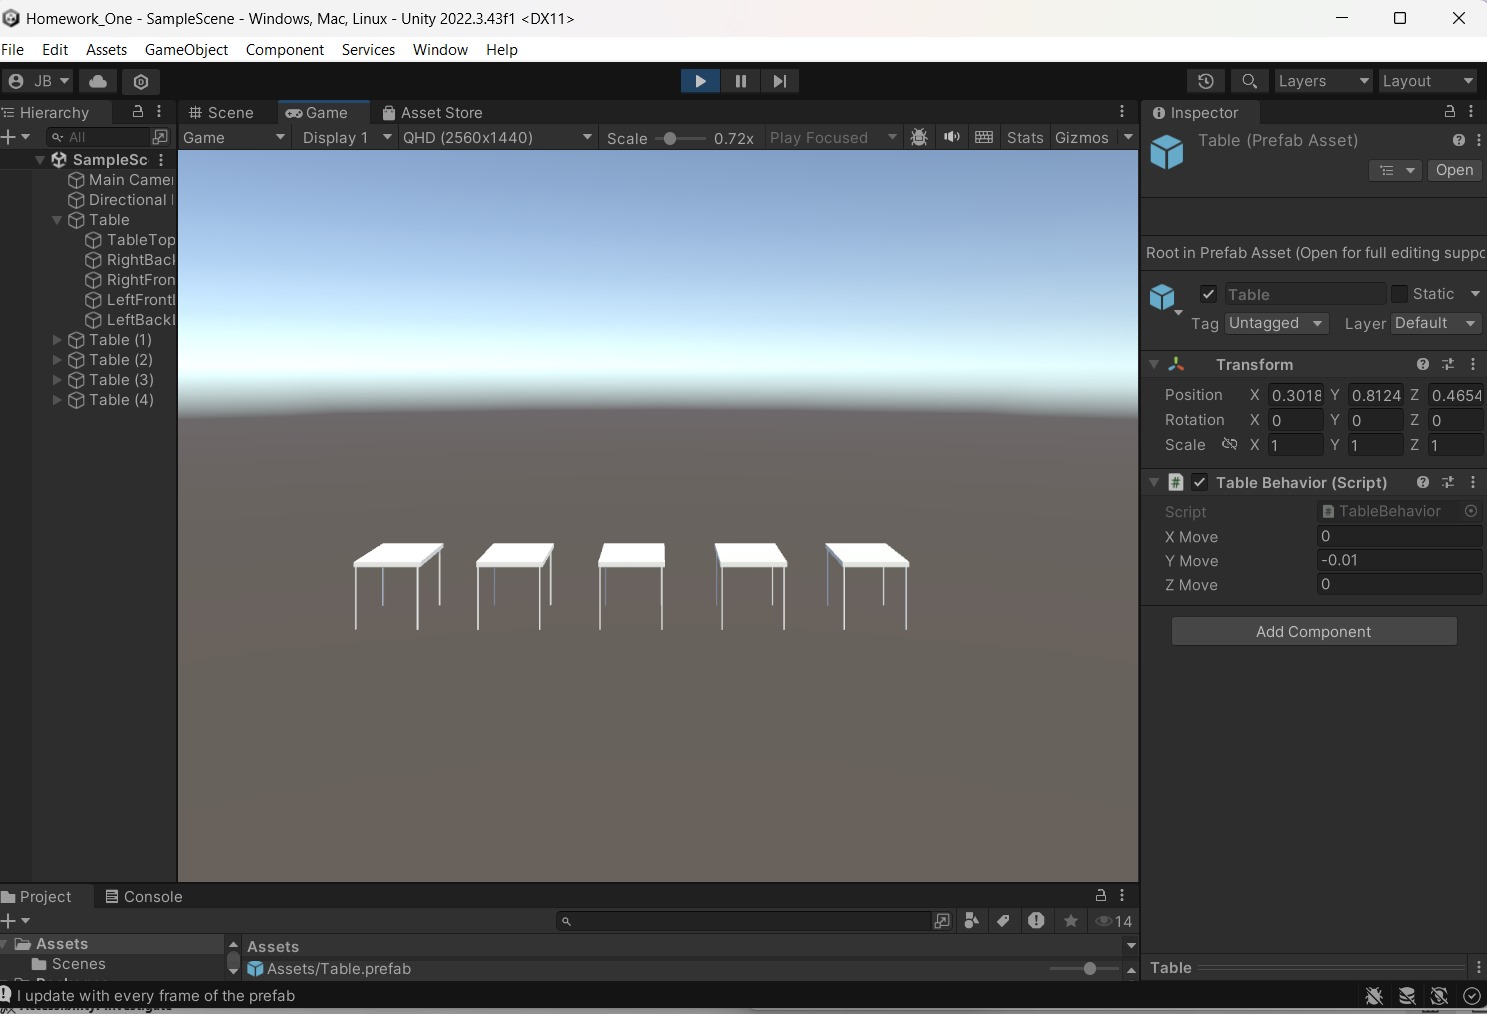 Homework_One - SampleScene - Windows, Mac, Linux - Unity 2022.3.43f1 <DX11>
File Edit Assets GameObject Component Services Window Help
JB Layers Layout
Hierarchy Scene Game Asset Store Inspector
All Game Display 1 QHD (2560x1440) Scale 0.72x Play Focused Stats Gizmos
Table (Prefab Asset)
Open
SampleSc
Main Camer
Directional
Table
TableTop
RightBack
RightFron
LeftFrontL
LeftBackL
Table (1)
Table (2)
Table (3)
Table (4)
Root in Prefab Asset (Open for full editing suppo
Table Static
Tag Untagged Layer Default
Transform
Position X 0.3018 Y 0.8124 Z 0.4654
Rotation X 0 Y 0 Z 0
Scale X 1 Y 1 Z 1
# Table Behavior (Script)
Script TableBehavior
X Move 0
Y Move -0.01
Z Move 0
Add Component
Project Console
14
Assets Assets
Scenes Assets/Table.prefab
Table
I update with every frame of the prefab